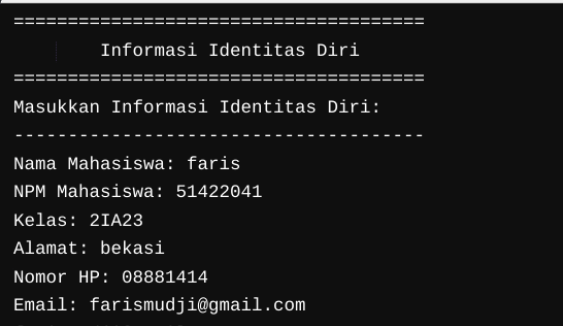 ======================================
Informasi Identitas Diri
======================================
Masukkan Informasi Identitas Diri:
--------------------------------------
Nama Mahasiswa: faris
NPM Mahasiswa: 51422041
Kelas: 2IA23
Alamat: bekasi
Nomor HP: 08881414
Email: farismudji@gmail.com